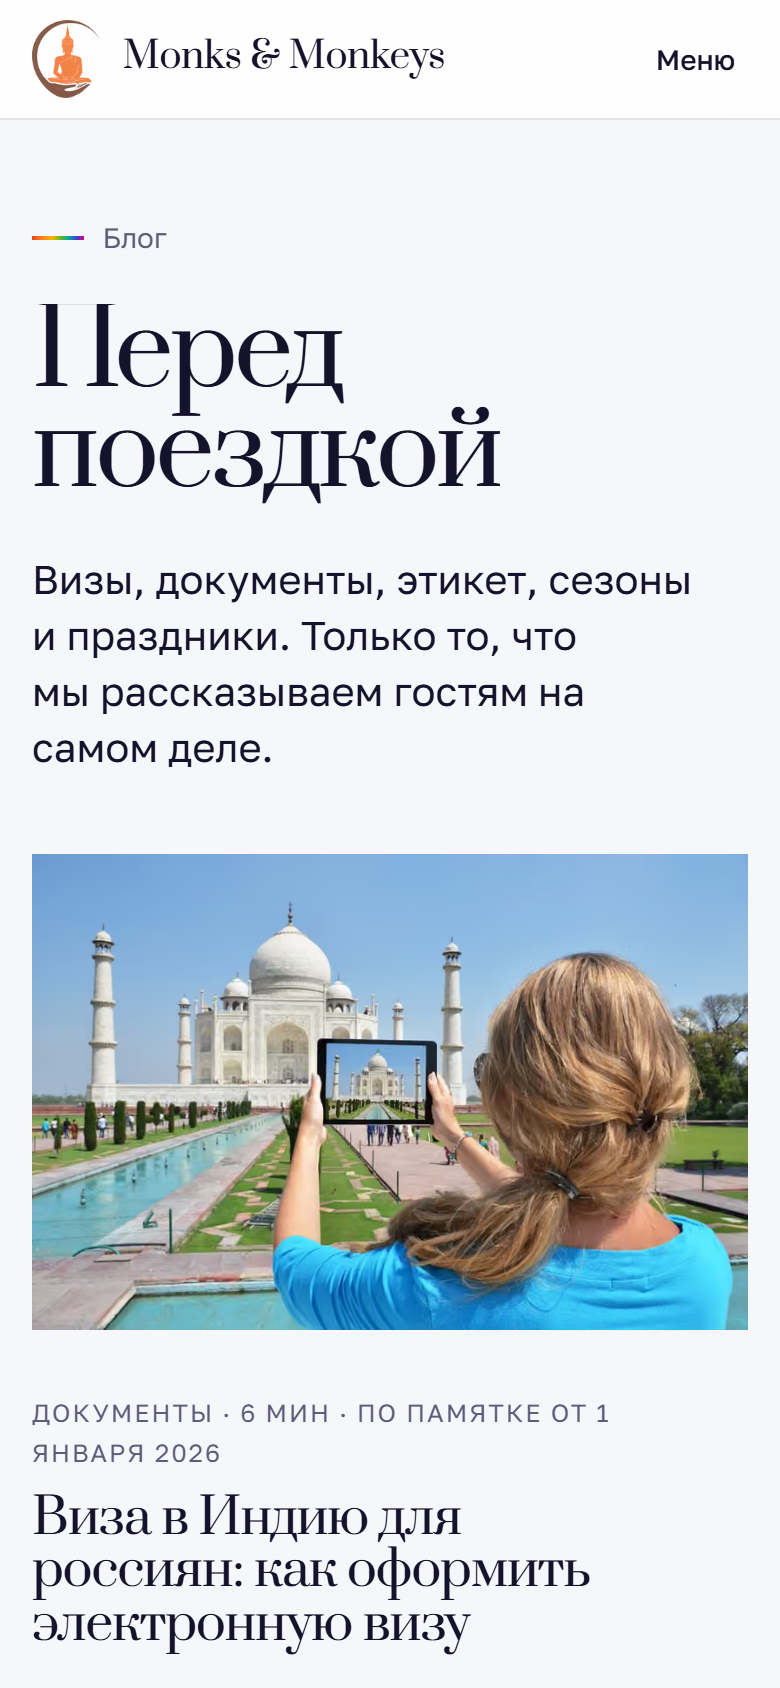 Monks & Monkeys
Меню
Блог
Перед
поездкой
Визы, документы, этикет, сезоны
и праздники. Только то, что
мы рассказываем гостям на
самом деле.
ДОКУМЕНТЫ · 6 МИН · ПО ПАМЯТКЕ ОТ 1
ЯНВАРЯ 2026
Виза в Индию для
россиян: как оформить
электронную визу